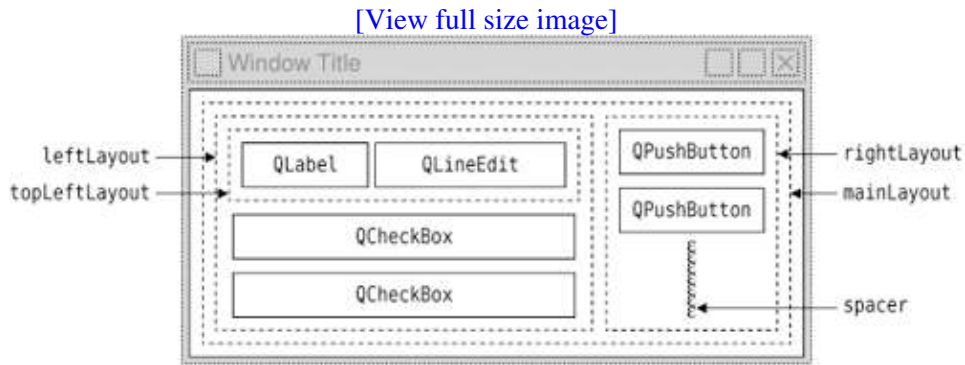 [View full size image]
Window Title
leftLayout
topLeftLayout
QLabel
QLineEdit
QCheckBox
QCheckBox
QPushButton
QPushButton
rightLayout
mainLayout
spacer